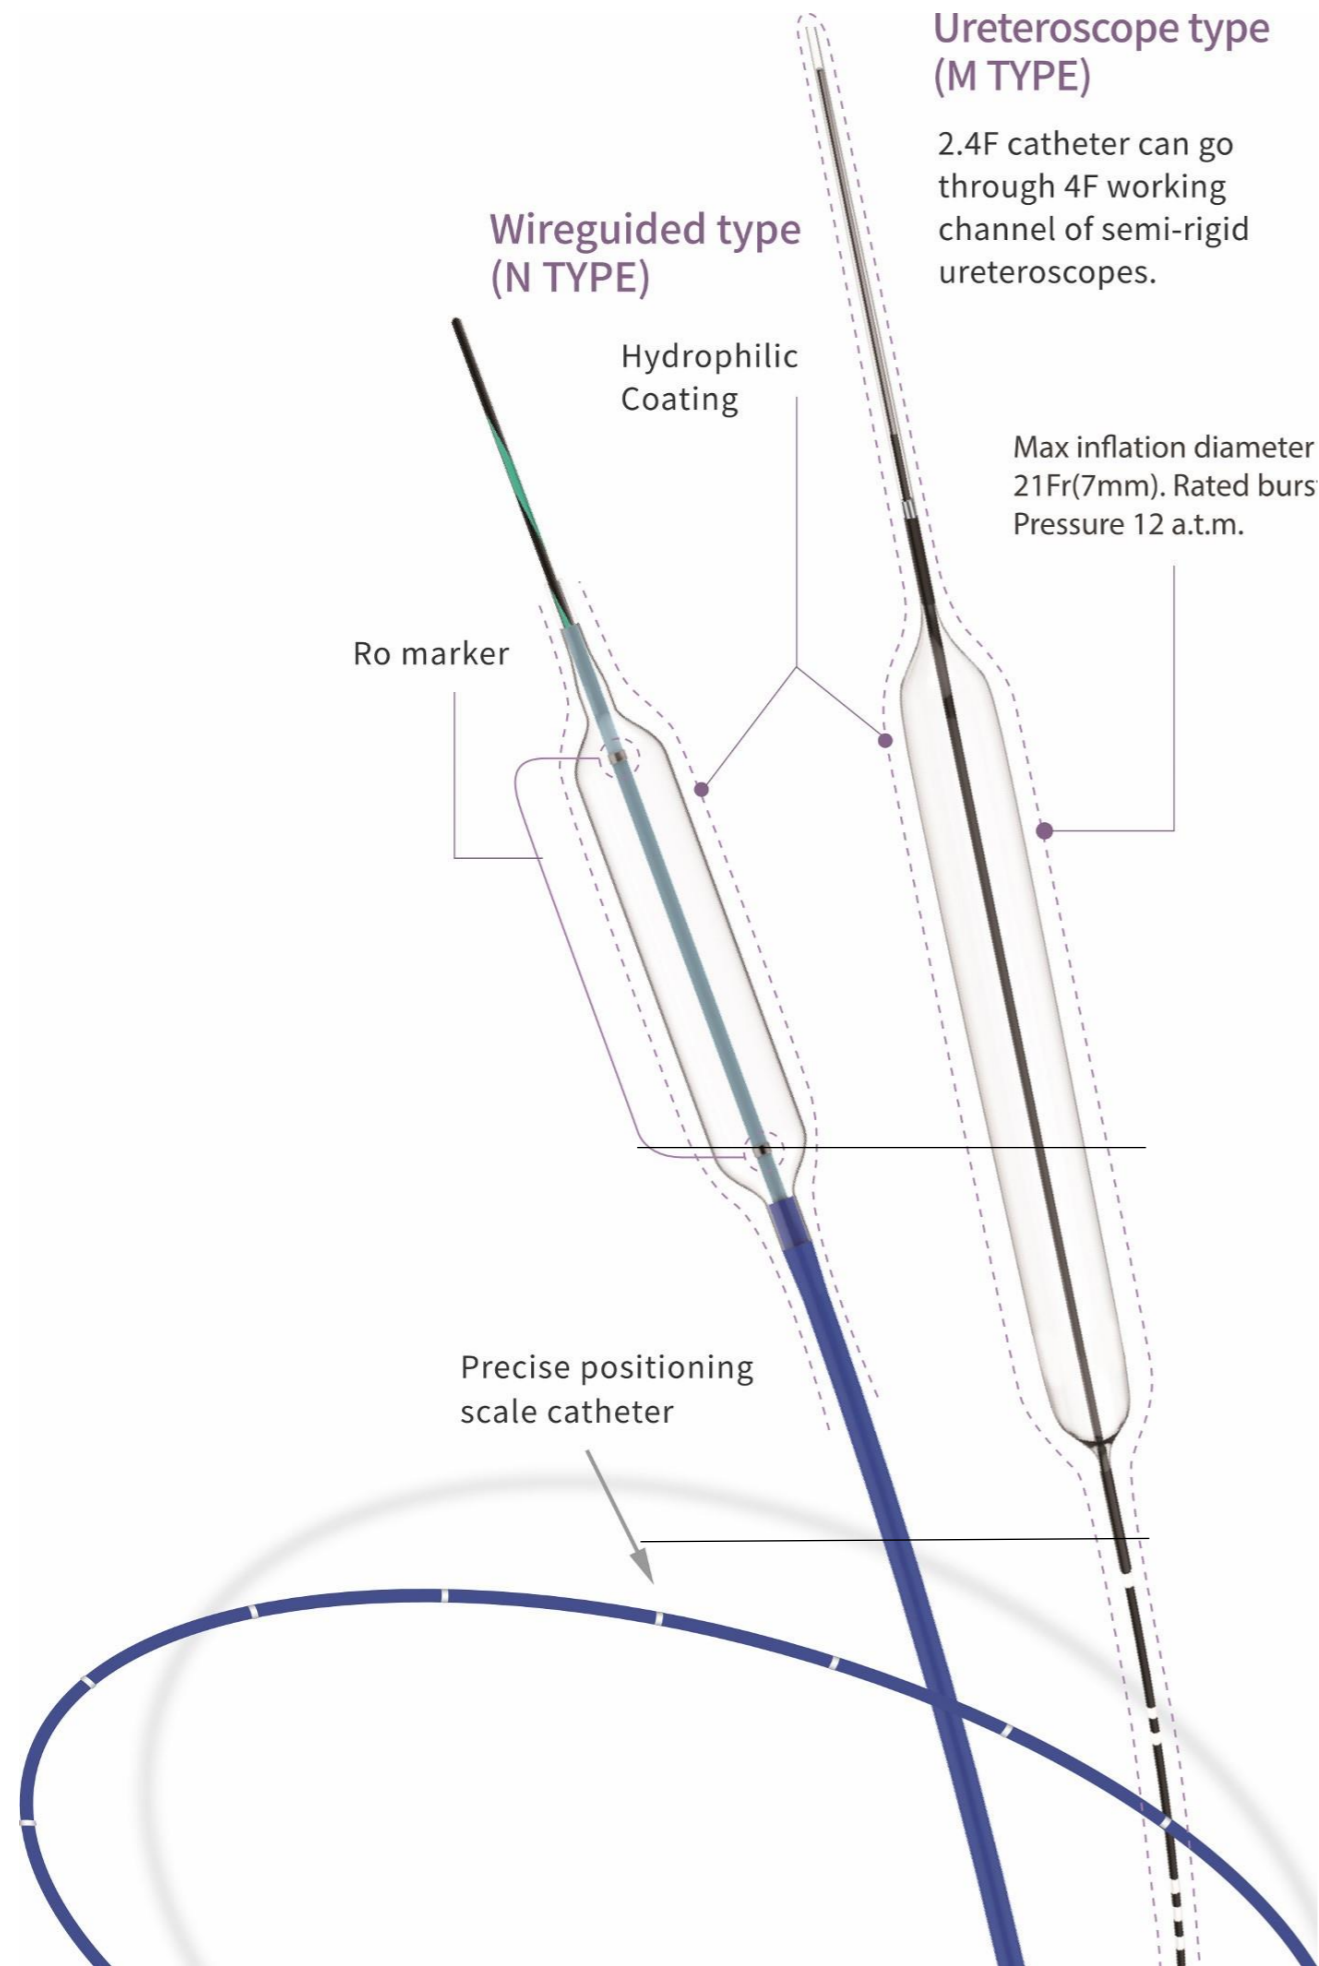 Ureteroscope type
(M TYPE)
2.4F catheter can go
through 4F working
channel of semi-rigid
ureteroscopes.
Wireguided type
(N TYPE)
Hydrophilic
Coating
Max inflation diameter
21Fr(7mm). Rated burs
Pressure 12 a.t.m.
Ro marker
Precise positioning
scale catheter